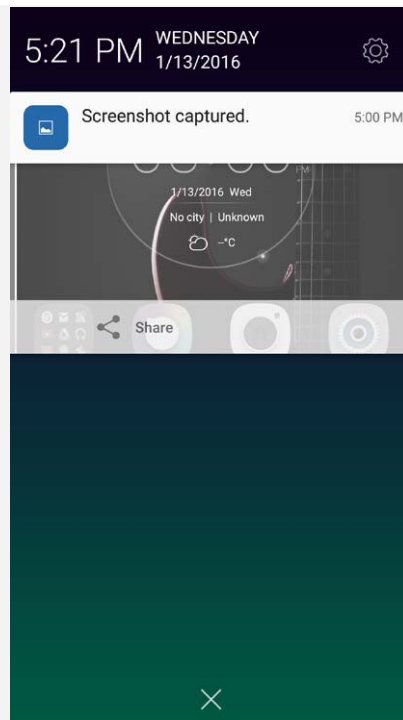 5:21 PM
WEDNESDAY
1/13/2016
Screenshot captured.
5:00 PM
PM
1/13/2016 Wed
No city | Unknown
--°C
Share